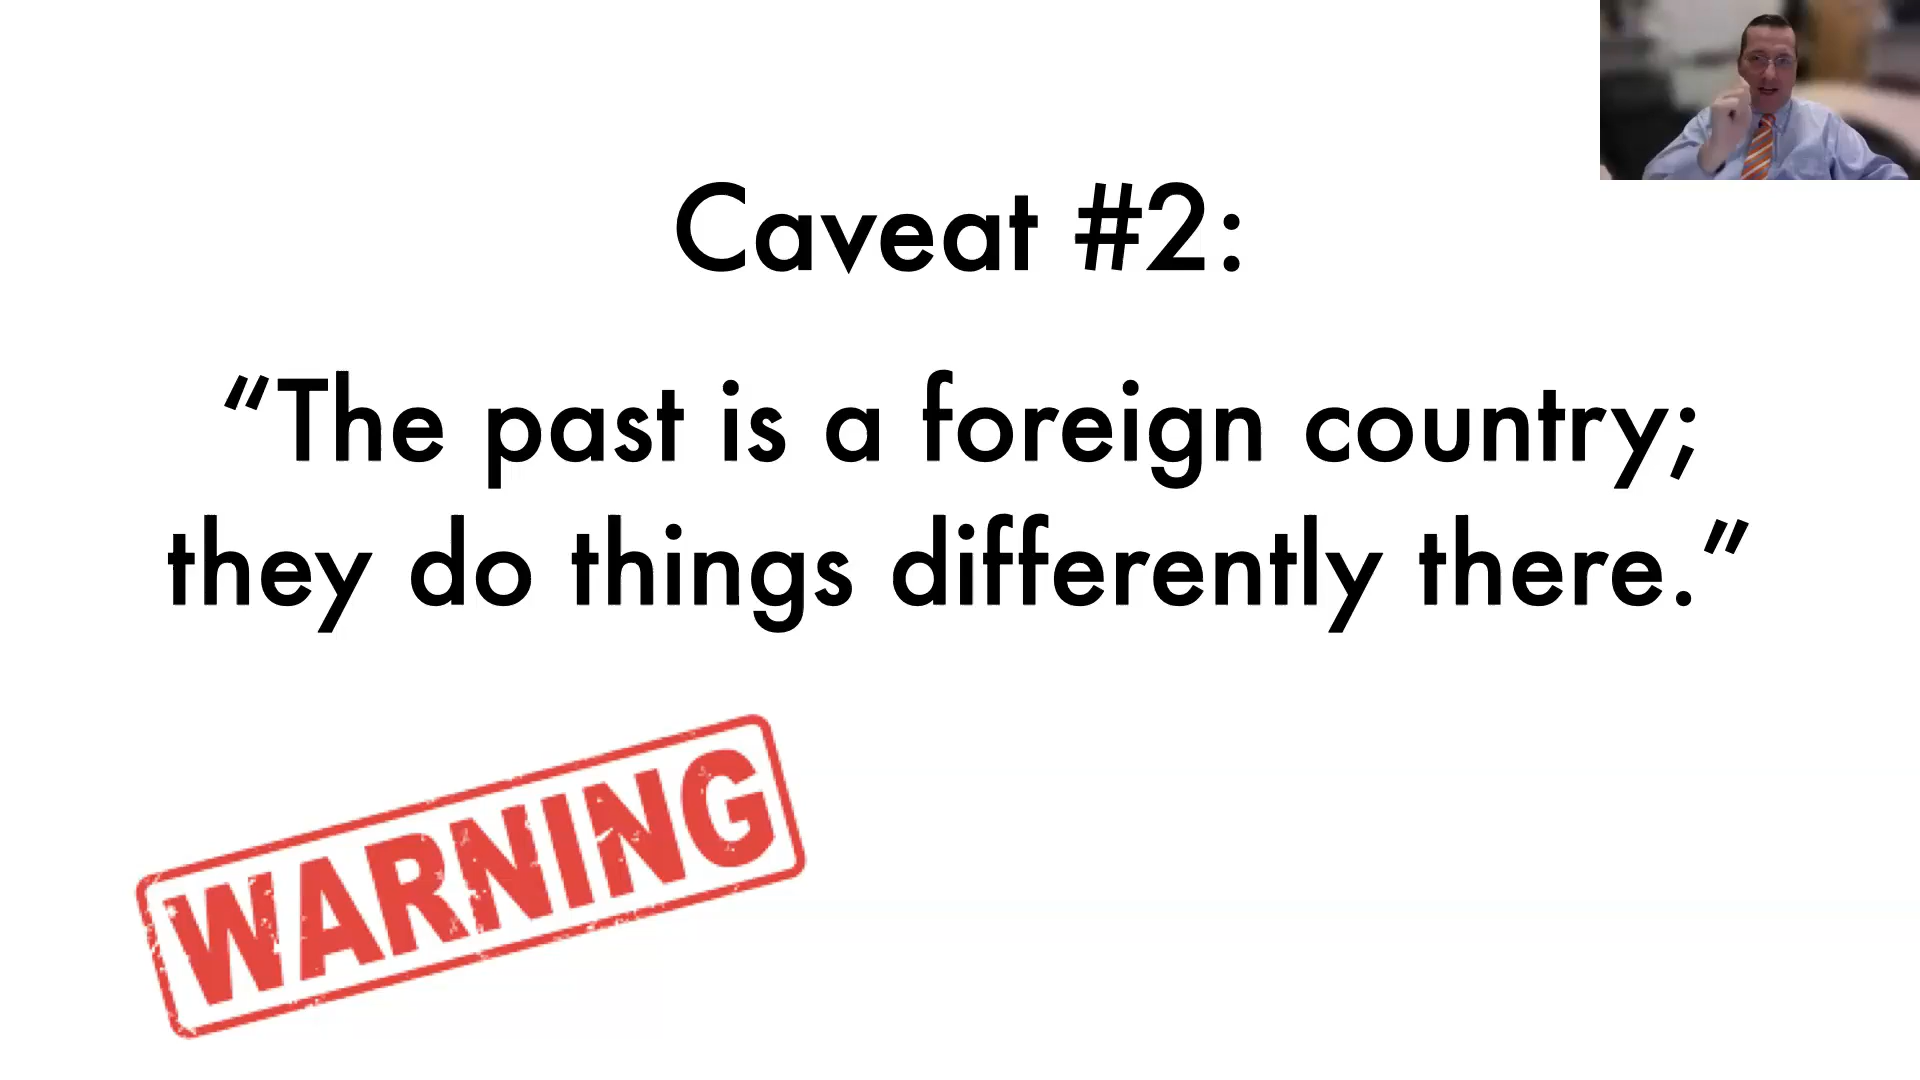 Caveat #2:
“The past is a foreign country;
they do things differently there.”
WARNING